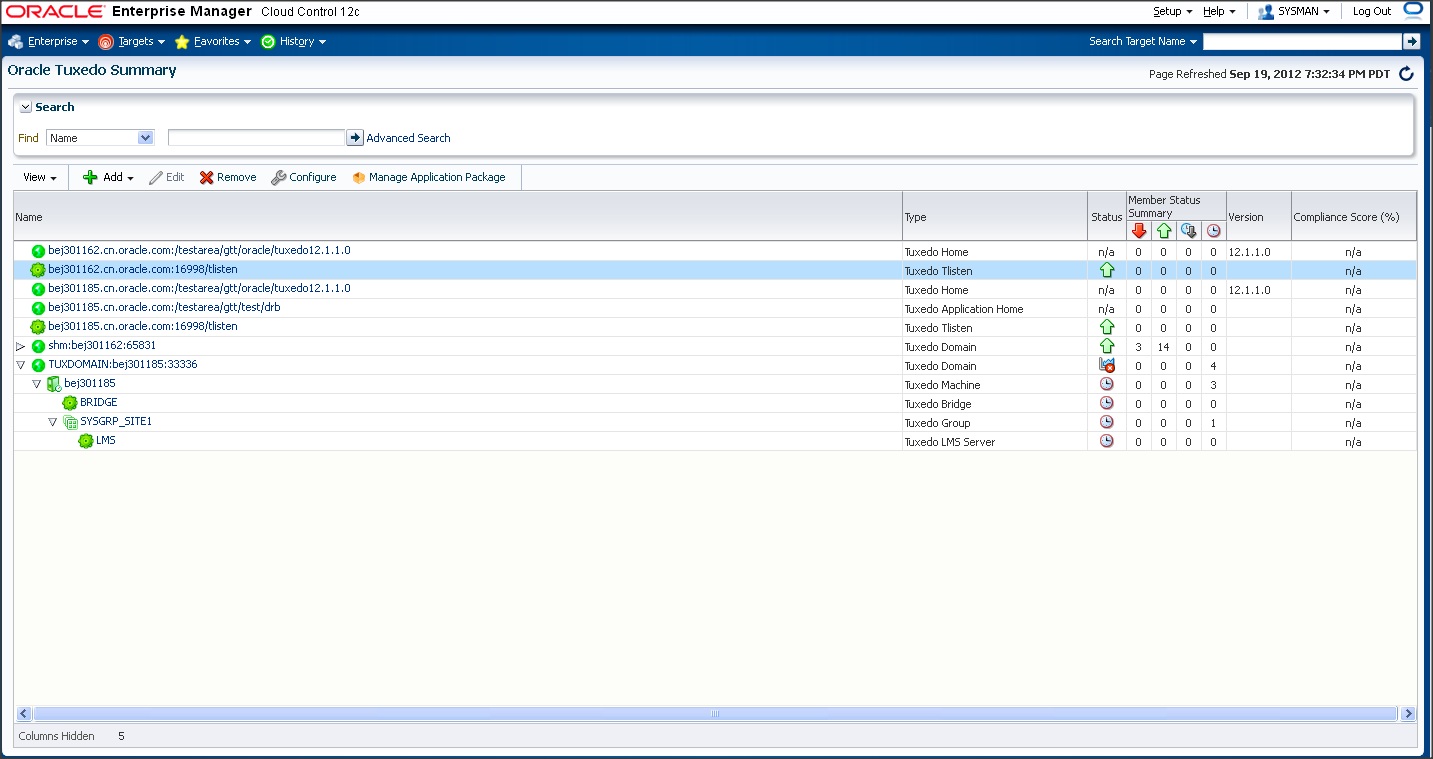 ORACLE Enterprise Manager Cloud Control 12c Setup Help SYSMAN Log Out
Enterprise Targets Favorites History Search Target Name
Oracle Tuxedo Summary
Page Refreshed Sep 19, 2012 7:32:34 PM PDT
Search
Find Name Advanced Search
View Add Edit Remove Configure Manage Application Package
Name Type Status Member Status Summary Version Compliance Score (%)
bej301162.cn.oracle.com:/testarea/gtt/oracle/tuxedo12.1.1.0 Tuxedo Home n/a 0 0 0 0 12.1.1.0 n/a
bej301162.cn.oracle.com:16998/tlisten Tuxedo Tlisten 0 0 0 0 n/a
bej301185.cn.oracle.com:/testarea/gtt/oracle/tuxedo12.1.1.0 Tuxedo Home n/a 0 0 0 0 12.1.1.0 n/a
bej301185.cn.oracle.com:/testarea/gtt/test/drb Tuxedo Application Home n/a 0 0 0 0 n/a
bej301185.cn.oracle.com:16998/tlisten Tuxedo Tlisten 0 0 0 0 n/a
shm:bej301162:65831 Tuxedo Domain 3 14 0 0 n/a
TUXDOMAIN:bej301185:33336 Tuxedo Domain 0 0 0 4 n/a
bej301185 Tuxedo Machine 0 0 0 3 n/a
BRIDGE Tuxedo Bridge 0 0 0 0 n/a
SYSGRP_SITE1 Tuxedo Group 0 0 0 1 n/a
LMS Tuxedo LMS Server 0 0 0 0 n/a
Columns Hidden 5